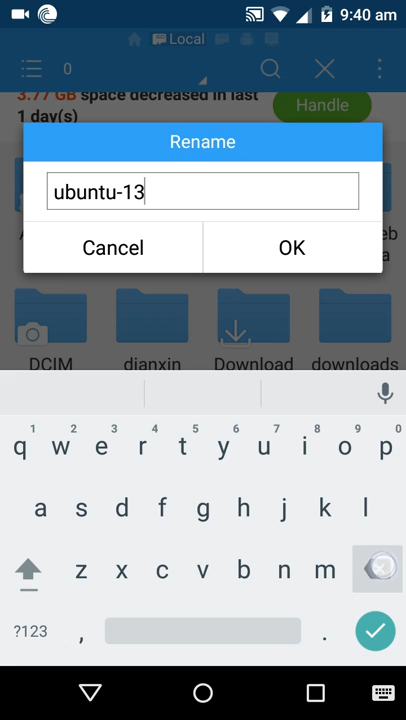 9:40 am
Local
0
3.77 GB space decreased in last
1 day(s)
Handle
Rename
ubuntu-13
Cancel
OK
DCIM
dianxin
Download
downloads
1 2 3 4 5 6 7 8 9 0
q w e r t y u i o p
a s d f g h j k l
z x c v b n m
?123 , .